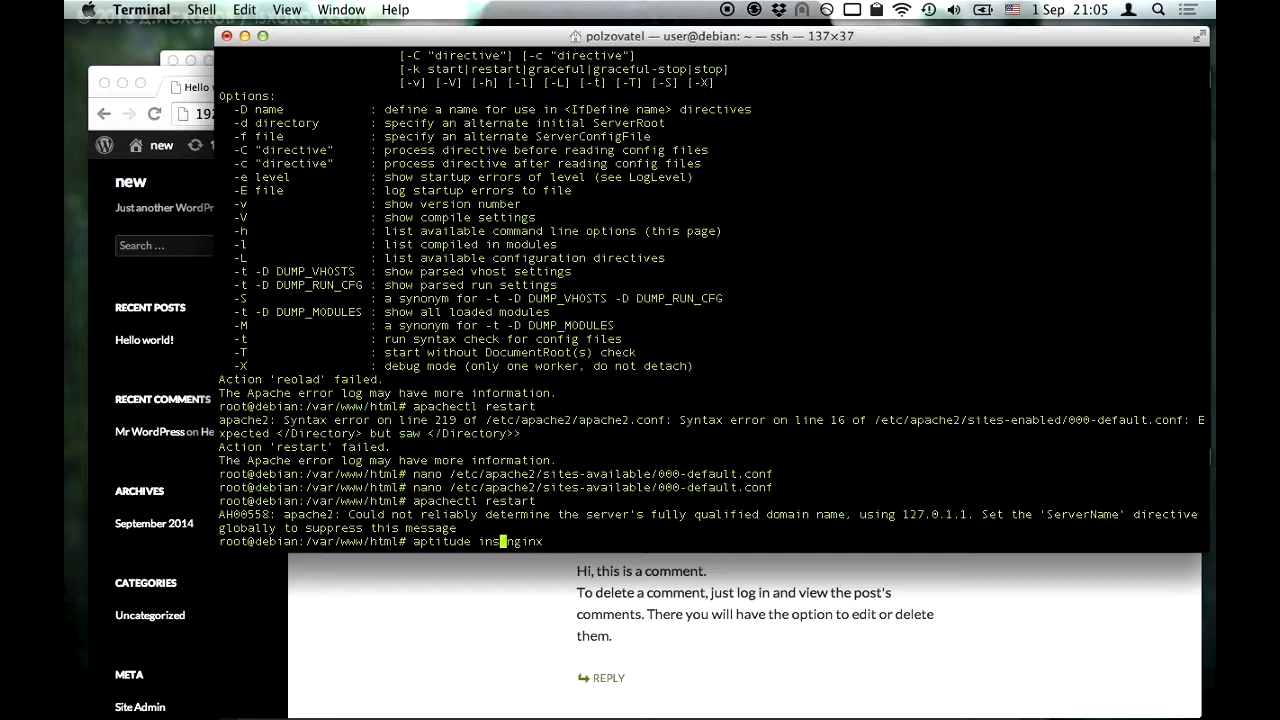 Terminal Shell Edit View Window Help 1 Sep 21:05
polzovatel — user@debian: ~ — ssh — 137×37
[-C "directive"] [-c "directive"]
[-k start|restart|graceful|graceful-stop|stop]
[-v] [-V] [-h] [-l] [-L] [-t] [-T] [-S] [-X]
Options:
-D name : define a name for use in <IfDefine name> directives
-d directory : specify an alternate initial ServerRoot
-f file : specify an alternate ServerConfigFile
-C "directive" : process directive before reading config files
-c "directive" : process directive after reading config files
-e level : show startup errors of level (see LogLevel)
-E file : log startup errors to file
-v : show version number
-V : show compile settings
-h : list available command line options (this page)
-l : list compiled in modules
-L : list available configuration directives
-t -D DUMP_VHOSTS : show parsed vhost settings
-t -D DUMP_RUN_CFG : show parsed run settings
-S : a synonym for -t -D DUMP_VHOSTS -D DUMP_RUN_CFG
-t -D DUMP_MODULES : show all loaded modules
-M : a synonym for -t -D DUMP_MODULES
-t : run syntax check for config files
-T : start without DocumentRoot(s) check
-X : debug mode (only one worker, do not detach)
Action 'reolad' failed.
The Apache error log may have more information.
root@debian:/var/www/html# apachectl restart
apache2: Syntax error on line 219 of /etc/apache2/apache2.conf: Syntax error on line 16 of /etc/apache2/sites-enabled/000-default.conf: E
xpected </Directory> but saw </Directory>>
Action 'restart' failed.
The Apache error log may have more information.
root@debian:/var/www/html# nano /etc/apache2/sites-available/000-default.conf
root@debian:/var/www/html# nano /etc/apache2/sites-available/000-default.conf
root@debian:/var/www/html# apachectl restart
AH00558: apache2: Could not reliably determine the server's fully qualified domain name, using 127.0.1.1. Set the 'ServerName' directive
globally to suppress this message
root@debian:/var/www/html# aptitude ins nginx
Hello
192
new 1
new
Just another WordPr
Search ...
RECENT POSTS
Hello world!
RECENT COMMENTS
Mr WordPress on He
ARCHIVES
September 2014
CATEGORIES
Uncategorized
META
Site Admin
Hi, this is a comment.
To delete a comment, just log in and view the post's
comments. There you will have the option to edit or delete
them.
REPLY